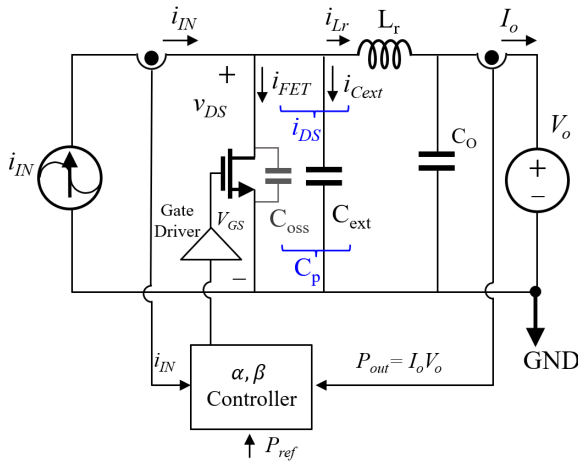 i_IN
i_Lr
L_r
I_o
+
i_FET
i_Cext
v_DS
i_DS
V_o
i_IN
C_O
+
−
Gate
Driver
V_GS
C_oss
C_ext
−
C_p
GND
i_IN
α, β
Controller
P_out = I_oV_o
P_ref